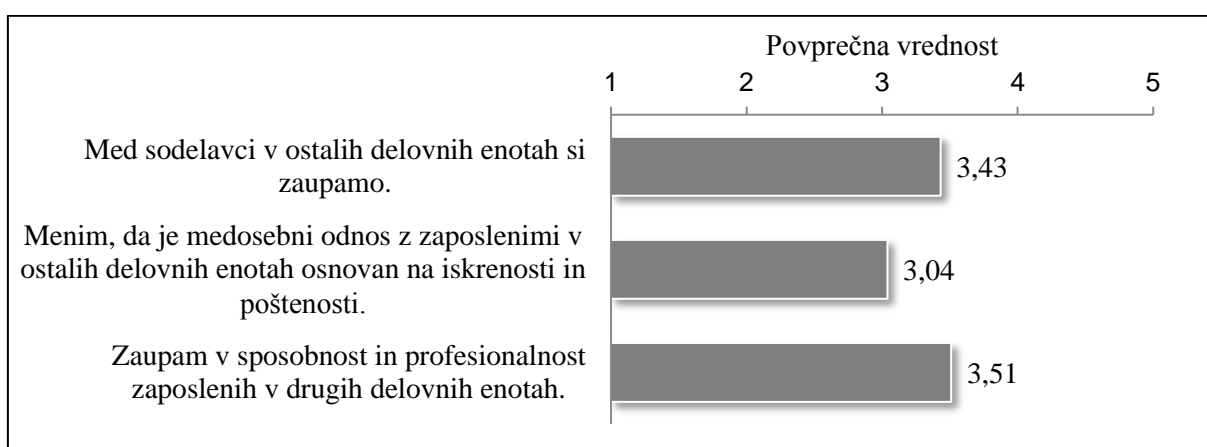 Povprečna vrednost
1 2 3 4 5
Med sodelavci v ostalih delovnih enotah si
zaupamo.
3,43
Menim, da je medosebni odnos z zaposlenimi v
ostalih delovnih enotah osnovan na iskrenosti in
poštenosti.
3,04
Zaupam v sposobnost in profesionalnost
zaposlenih v drugih delovnih enotah.
3,51